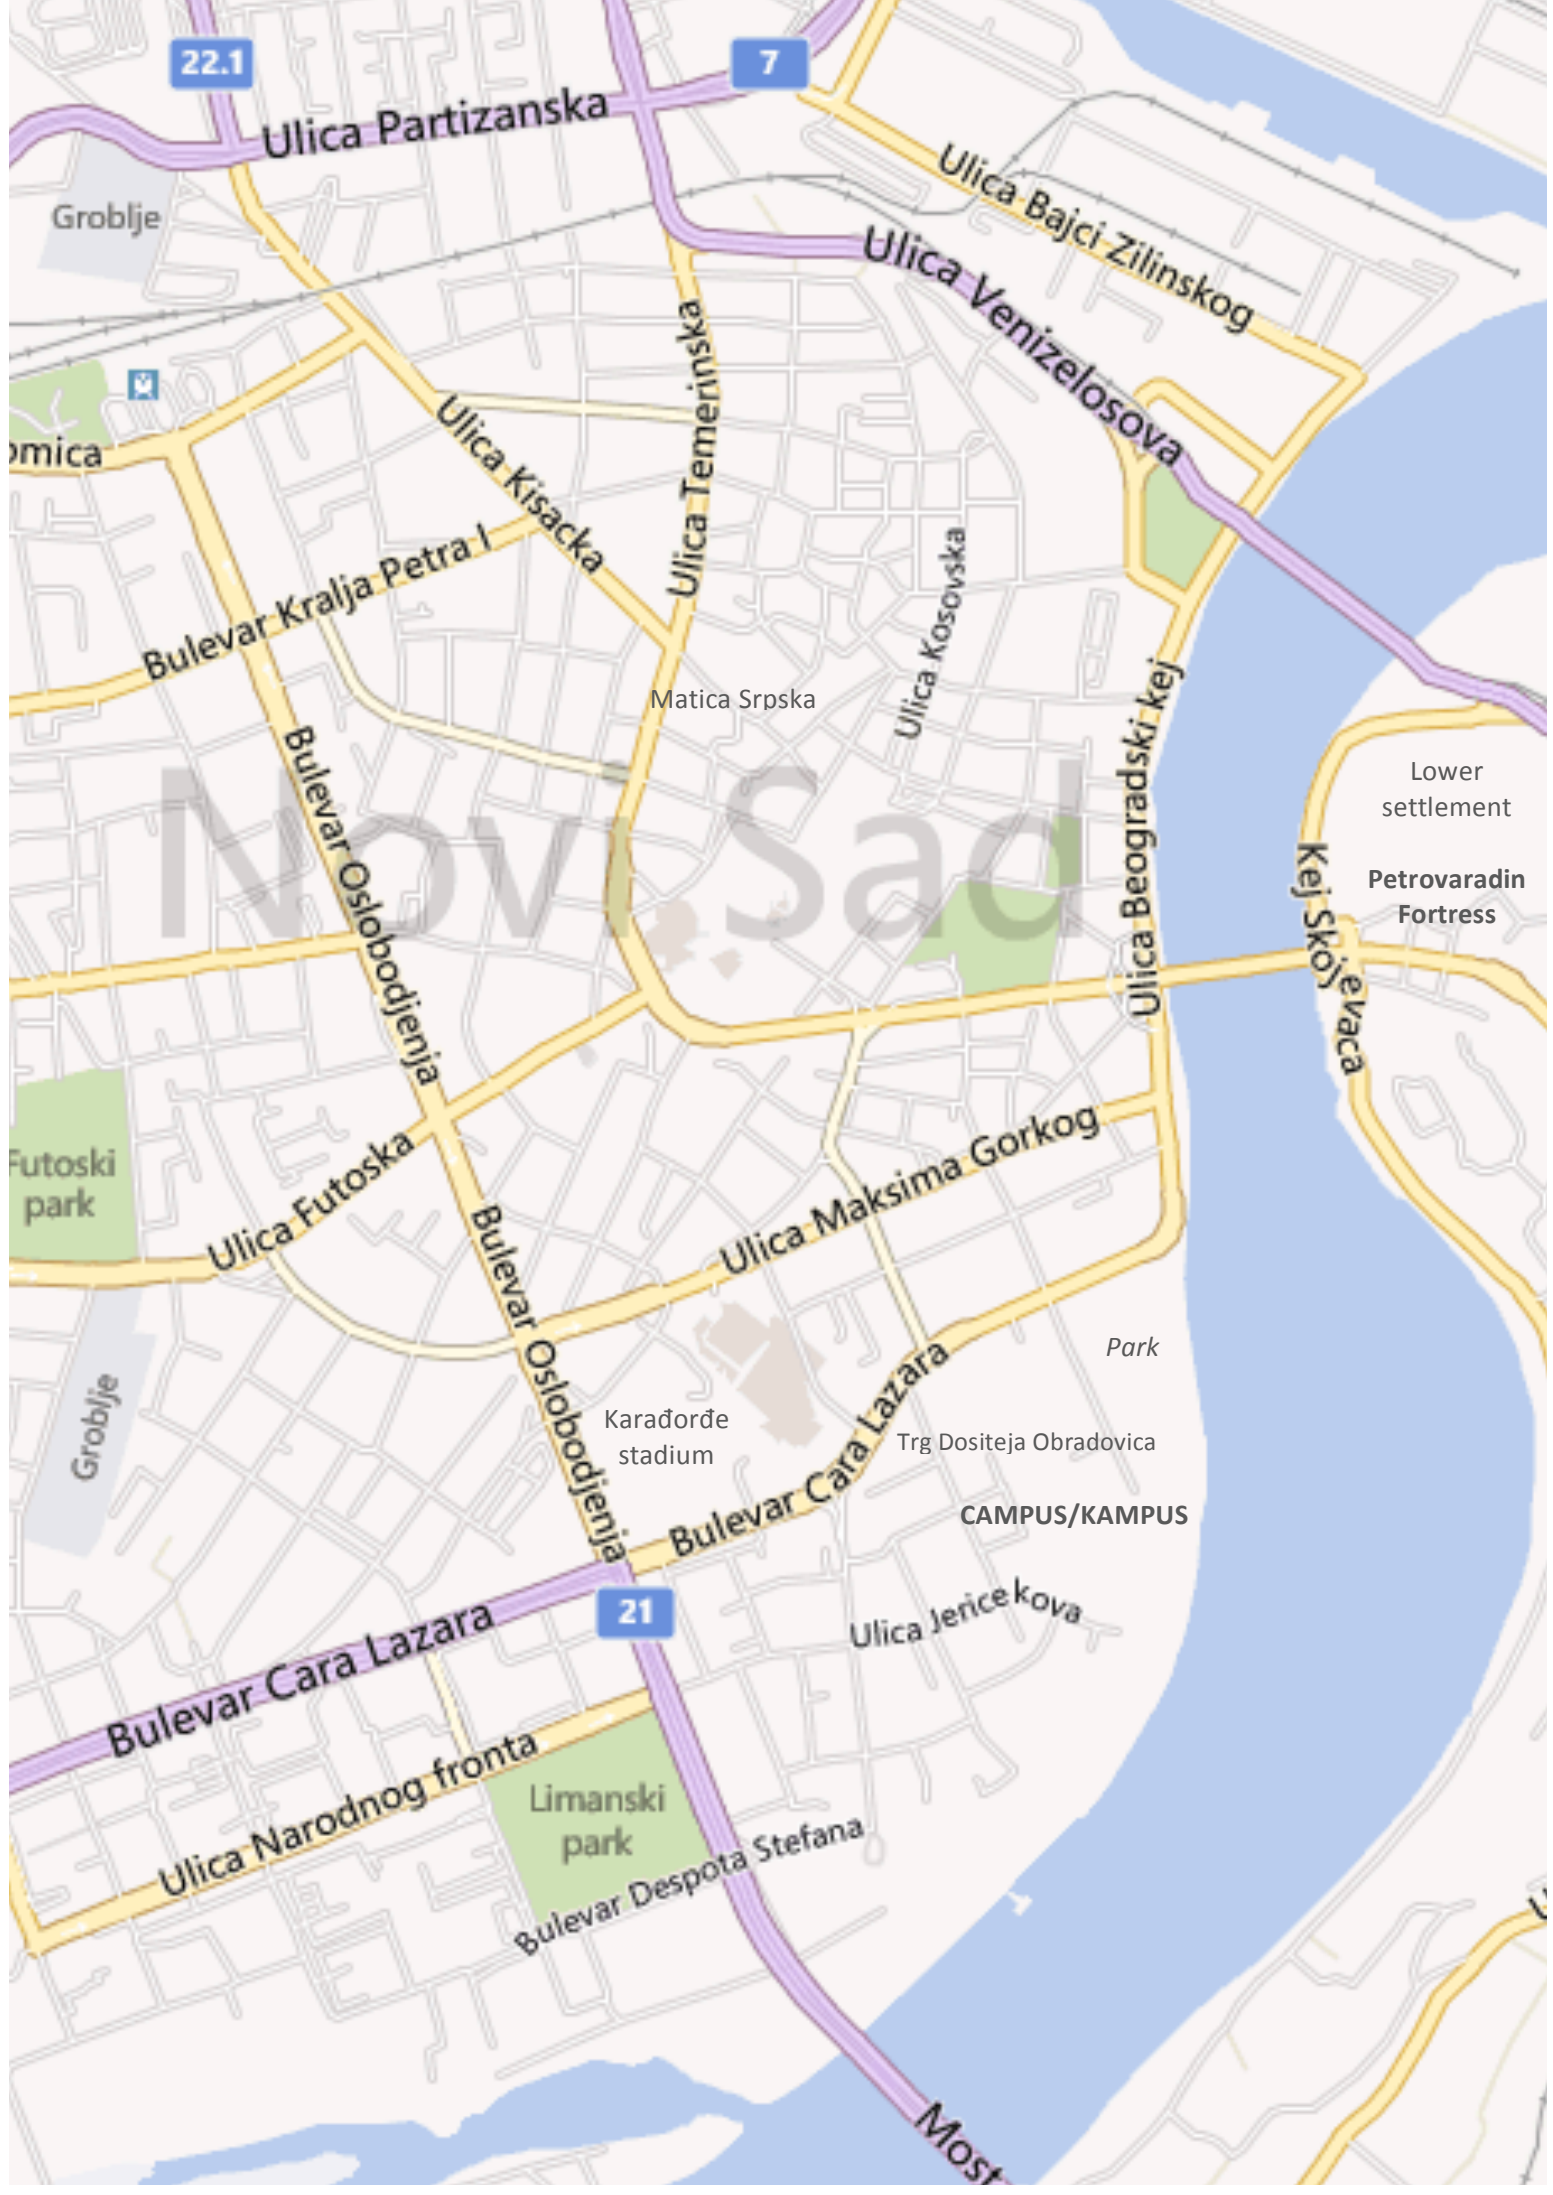 22.1
7
Ulica Partizanska
Ulica Bajci Zilinskog
Groblje
Ulica Venizelosova
Ulica Temerinska
omica
Ulica Kisacka
Bulevar Kralja Petra I
Ulica Kosovska
Matica Srpska
Ulica Beogradski kej
Bulevar Oslobodjenja
Novi Sad
Lower
settlement
Petrovaradin
Fortress
Kej Skojevaca
Futoski
park
Ulica Futoska
Ulica Maksima Gorkog
Bulevar Oslobodjenja
Park
Groblje
Karađorđe
stadium
Bulevar Cara Lazara
Trg Dositeja Obradovica
CAMPUS/KAMPUS
21
Ulica Jericekova
Bulevar Cara Lazara
Ulica Narodnog fronta
Limanski
park
Bulevar Despota Stefana
U
Most